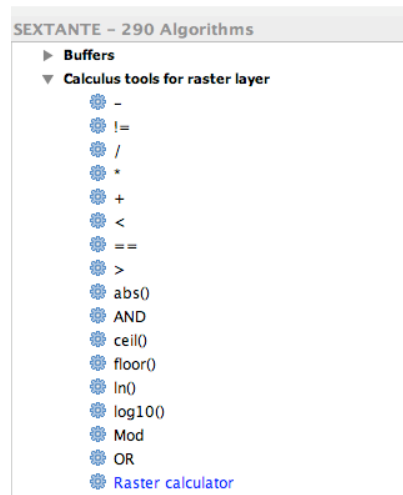 SEXTANTE – 290 Algorithms
Buffers
Calculus tools for raster layer
–
!=
/
*
+
<
==
>
abs()
AND
ceil()
floor()
ln()
log10()
Mod
OR
Raster calculator